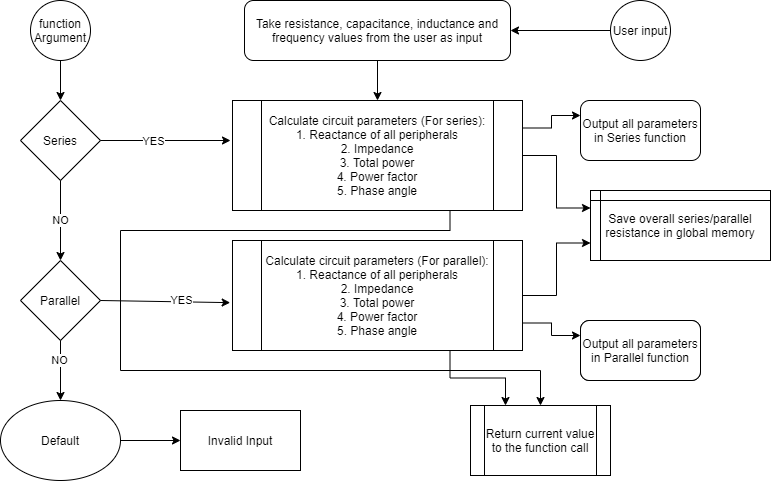 function
Argument
Take resistance, capacitance, inductance and
frequency values from the user as input
User input
Series
YES
Calculate circuit parameters (For series):
1. Reactance of all peripherals
2. Impedance
3. Total power
4. Power factor
5. Phase angle
Output all parameters
in Series function
NO
Save overall series/parallel
resistance in global memory
Parallel
YES
Calculate circuit parameters (For parallel):
1. Reactance of all peripherals
2. Impedance
3. Total power
4. Power factor
5. Phase angle
Output all parameters
in Parallel function
NO
Default
Invalid Input
Return current value
to the function call